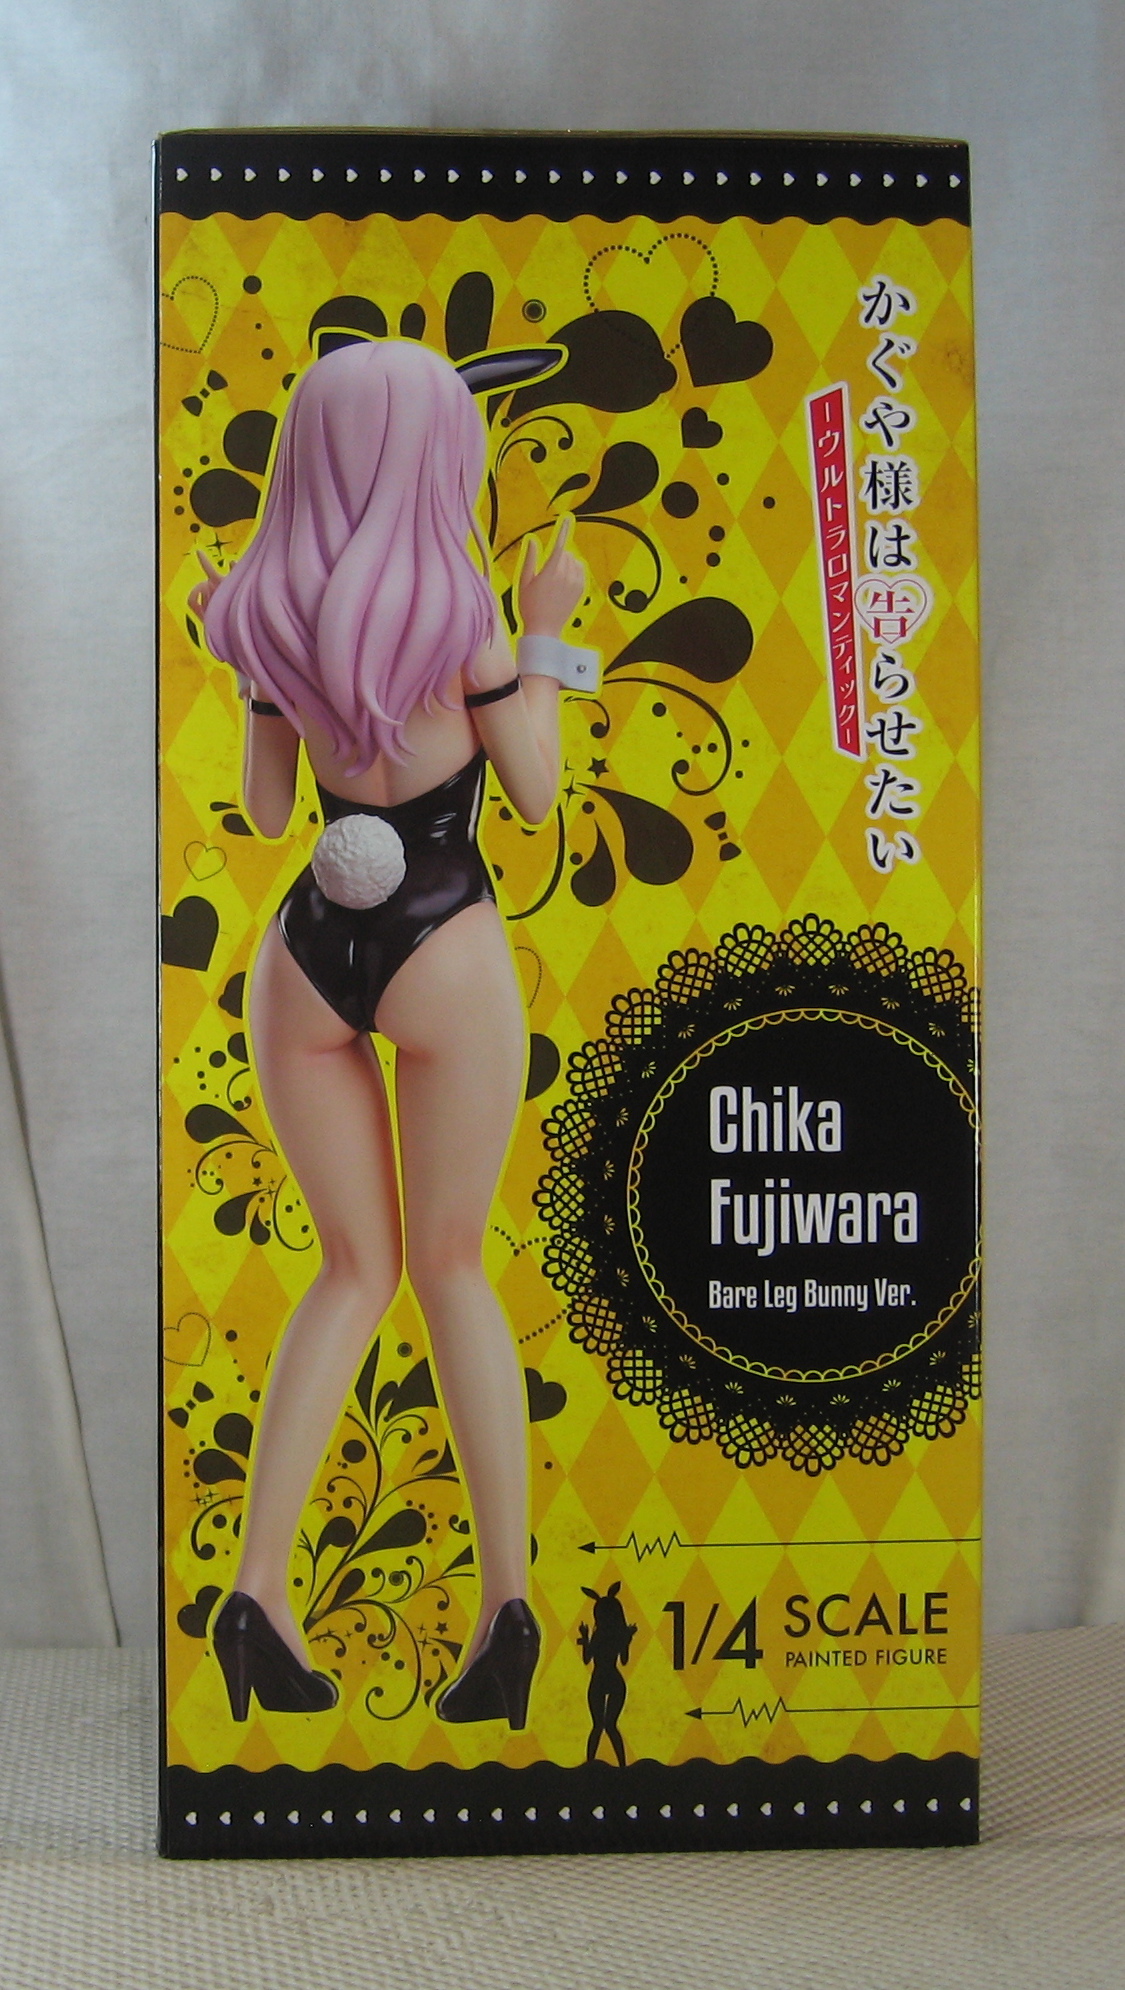 かぐや様は告らせたい
ーウルトラロマンティックー
Chika
Fujiwara
Bare Leg Bunny Ver.
1/4 SCALE
PAINTED FIGURE